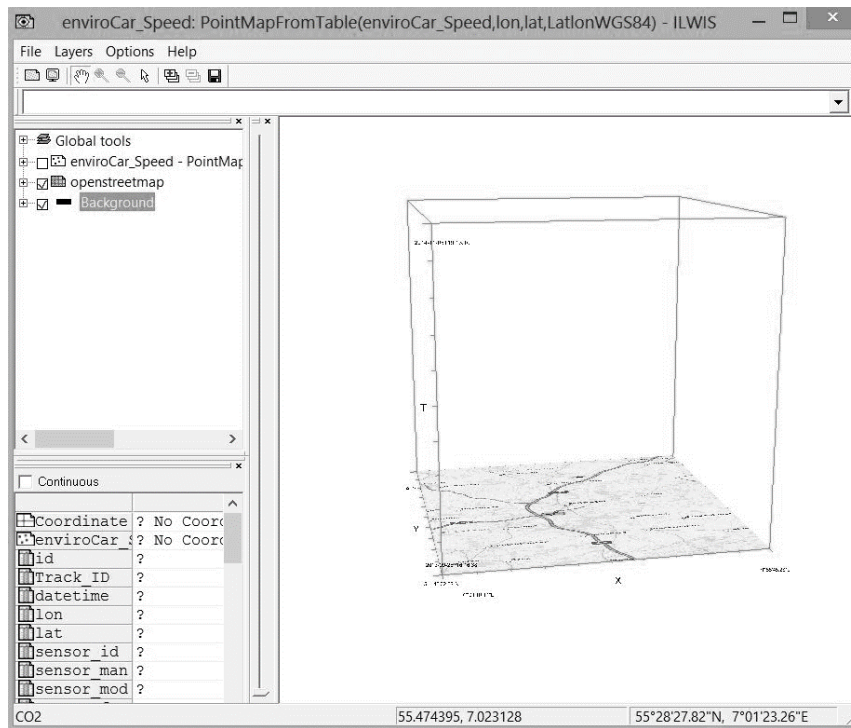 enviroCar_Speed: PointMapFromTable(enviroCar_Speed,lon,lat,LatlonWGS84) - ILWIS
File Layers Options Help
Global tools
enviroCar_Speed - PointMap
openstreetmap
Background
Continuous
Coordinate ? No Coord
enviroCar_S ? No Coord
id ?
Track_ID ?
datetime ?
lon ?
lat ?
sensor_id ?
sensor_man ?
sensor_mod ?
T
Y
X
CO2
55.474395, 7.023128
55°28'27.82"N, 7°01'23.26"E